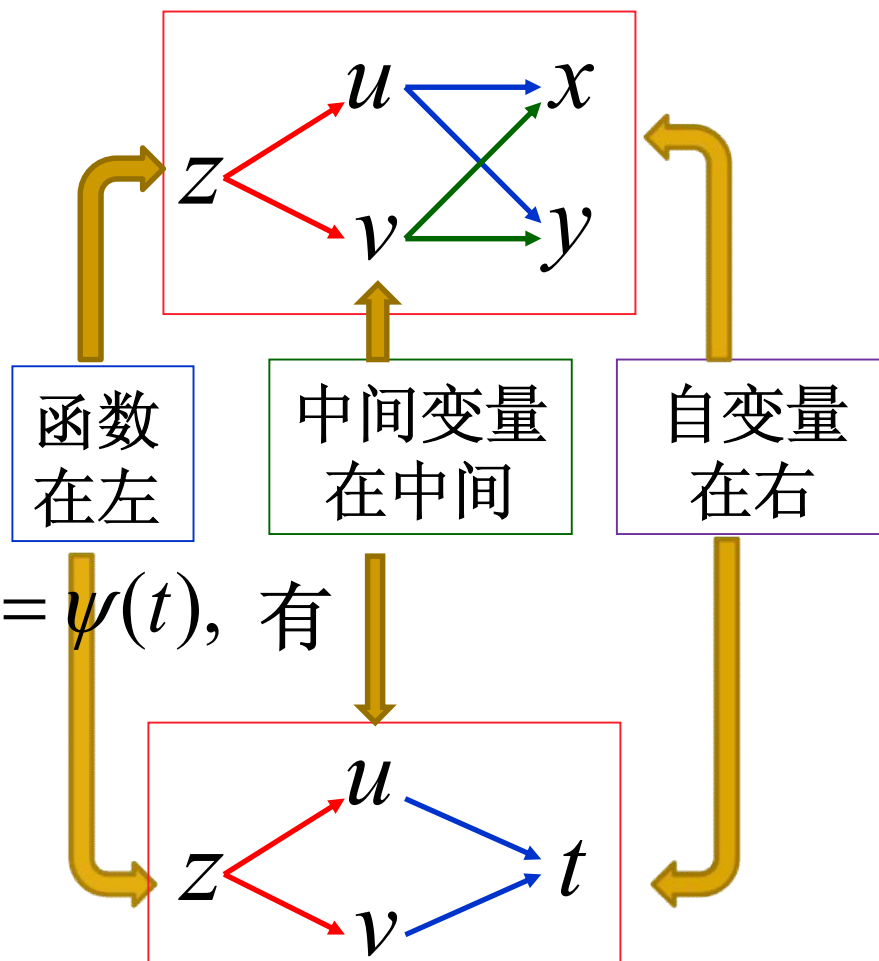 u x
z
v y
函数
在左
中间变量
在中间
自变量
在右
= ψ(t), 有
u
z t
v